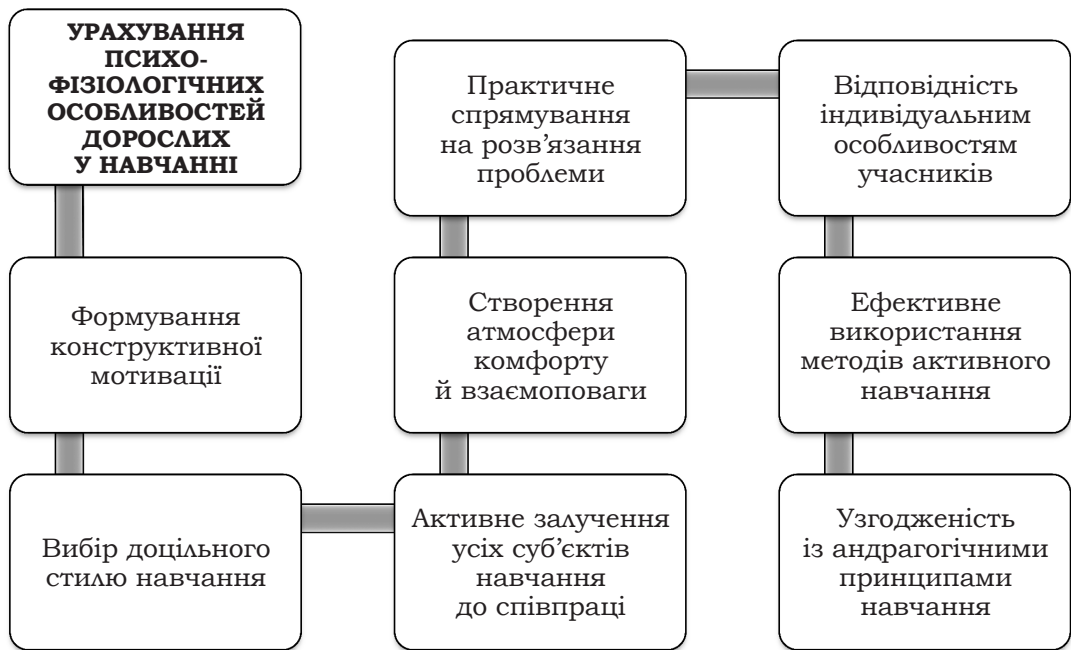 УРАХУВАННЯ
ПСИХО-
ФІЗІОЛОГІЧНИХ
ОСОБЛИВОСТЕЙ
ДОРОСЛИХ
У НАВЧАННІ
Формування
конструктивної
мотивації
Вибір доцільного
стилю навчання
Активне залучення
усіх суб’єктів
навчання
до співпраці
Створення
атмосфери
комфорту
й взаємоповаги
Практичне
спрямування
на розв’язання
проблеми
Відповідність
індивідуальним
особливостям
учасників
Ефективне
використання
методів активного
навчання
Узгодженість
із андрагогічними
принципами
навчання